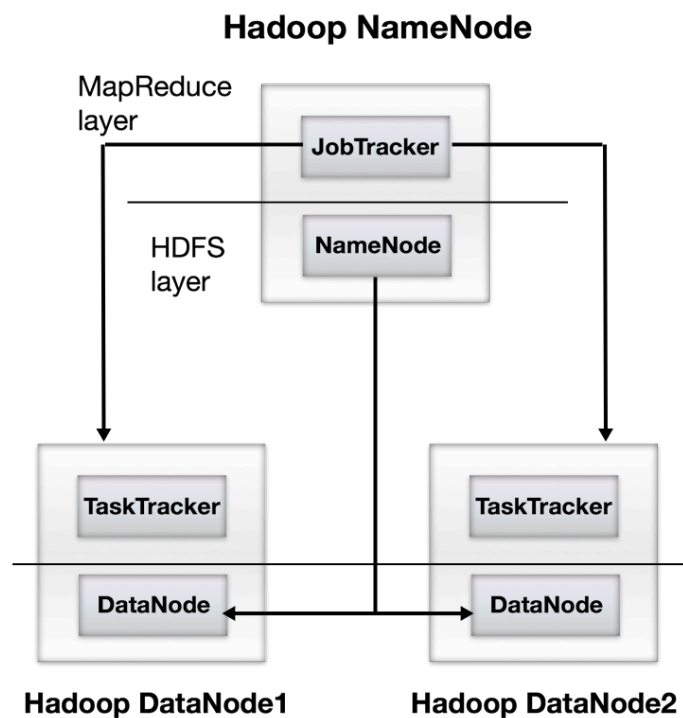 Hadoop NameNode
MapReduce
layer
JobTracker
HDFS
layer
NameNode
TaskTracker
TaskTracker
DataNode
DataNode
Hadoop DataNode1
Hadoop DataNode2